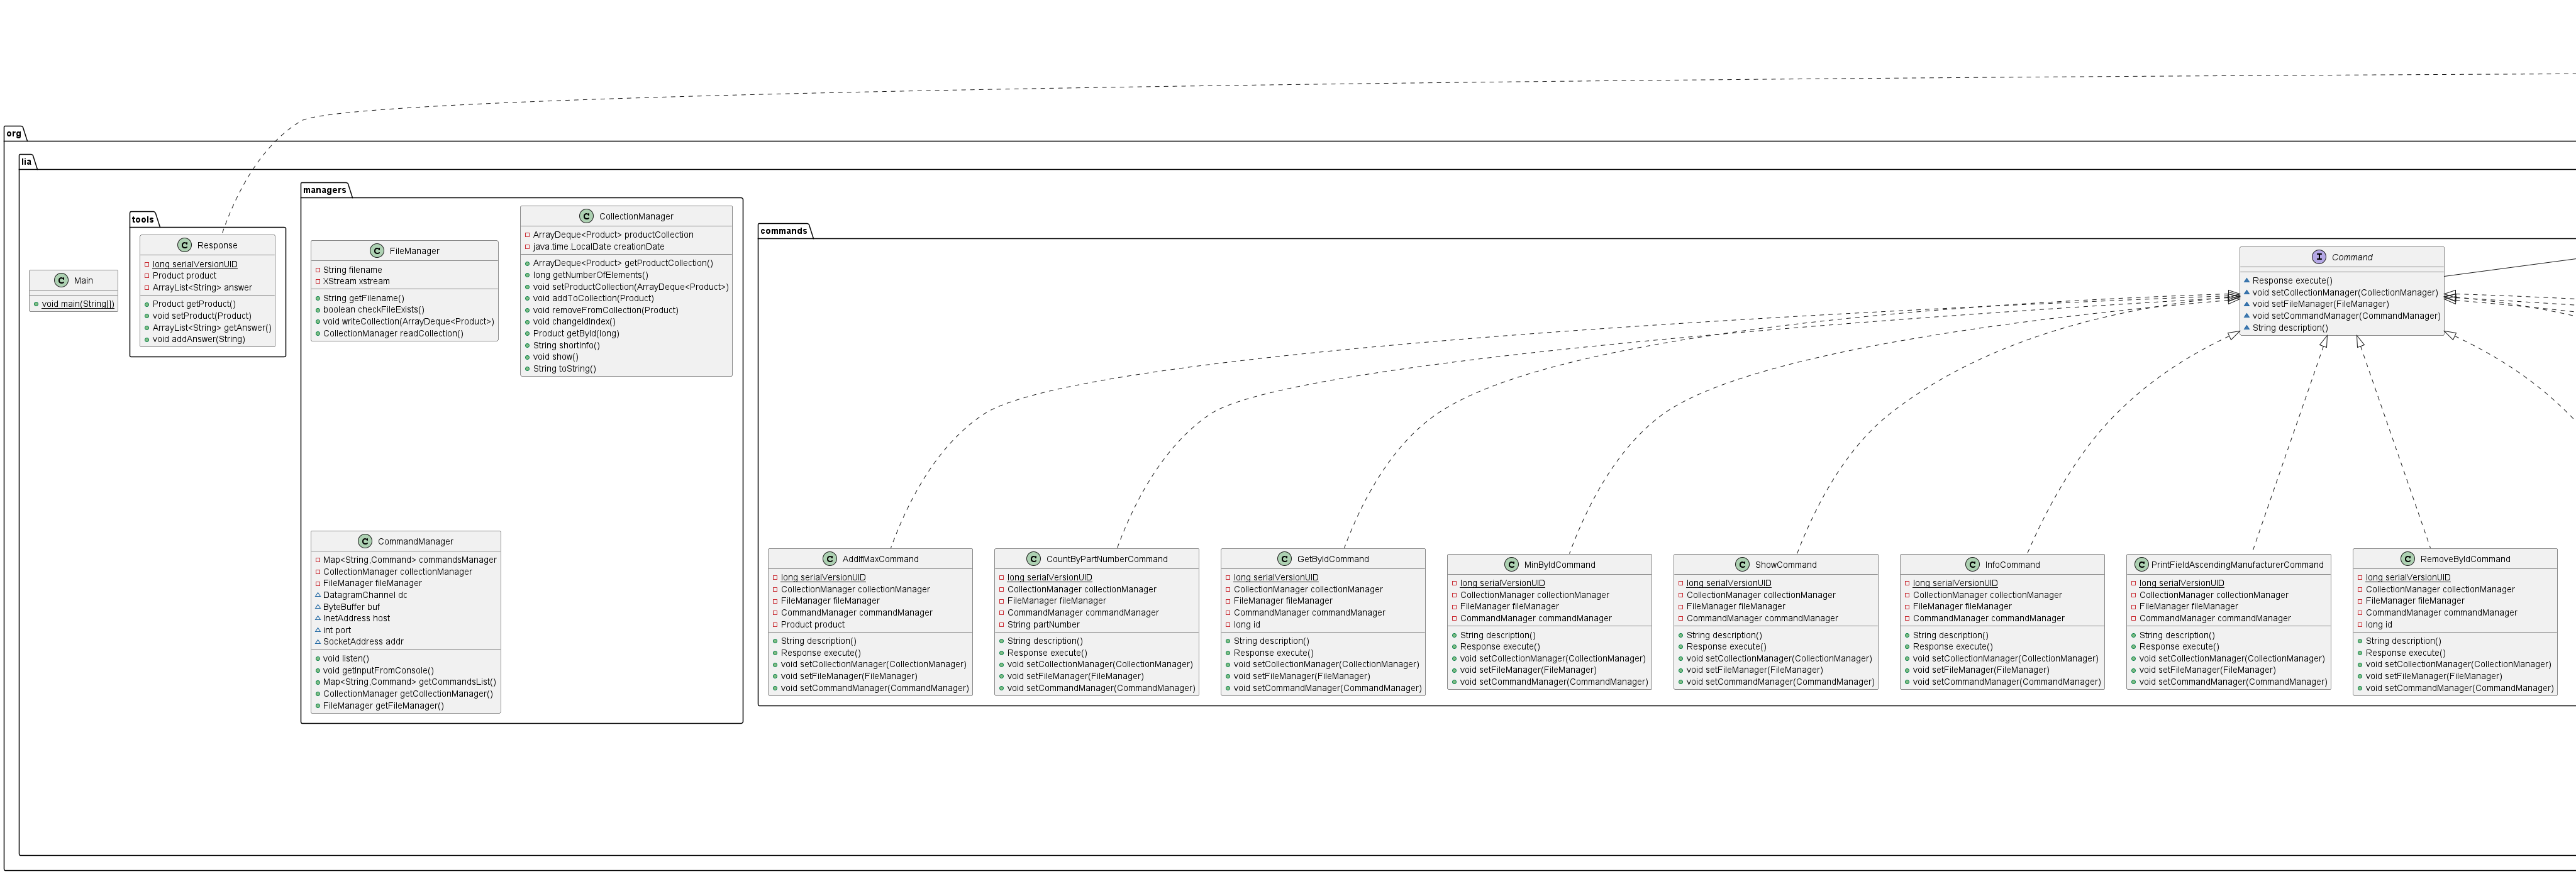 org
lia
tools
C Response
long serialVersionUID
Product product
ArrayList<String> answer
Product getProduct()
void setProduct(Product)
ArrayList<String> getAnswer()
void addAnswer(String)
C Main
void main(String[])
managers
C FileManager
String filename
XStream xstream
String getFilename()
boolean checkFileExists()
void writeCollection(ArrayDeque<Product>)
CollectionManager readCollection()
C CollectionManager
ArrayDeque<Product> productCollection
java.time.LocalDate creationDate
ArrayDeque<Product> getProductCollection()
long getNumberOfElements()
void setProductCollection(ArrayDeque<Product>)
void addToCollection(Product)
void removeFromCollection(Product)
void changeIdIndex()
Product getById(long)
String shortInfo()
void show()
String toString()
C CommandManager
Map<String,Command> commandsManager
CollectionManager collectionManager
FileManager fileManager
DatagramChannel dc
ByteBuffer buf
InetAddress host
int port
SocketAddress addr
void listen()
void getInputFromConsole()
Map<String,Command> getCommandsList()
CollectionManager getCollectionManager()
FileManager getFileManager()
commands
I Command
Response execute()
void setCollectionManager(CollectionManager)
void setFileManager(FileManager)
void setCommandManager(CommandManager)
String description()
C AddIfMaxCommand
long serialVersionUID
CollectionManager collectionManager
FileManager fileManager
CommandManager commandManager
Product product
String description()
Response execute()
void setCollectionManager(CollectionManager)
void setFileManager(FileManager)
void setCommandManager(CommandManager)
C CountByPartNumberCommand
long serialVersionUID
CollectionManager collectionManager
FileManager fileManager
CommandManager commandManager
String partNumber
String description()
Response execute()
void setCollectionManager(CollectionManager)
void setFileManager(FileManager)
void setCommandManager(CommandManager)
C GetByIdCommand
long serialVersionUID
CollectionManager collectionManager
FileManager fileManager
CommandManager commandManager
long id
String description()
Response execute()
void setCollectionManager(CollectionManager)
void setFileManager(FileManager)
void setCommandManager(CommandManager)
C MinByIdCommand
long serialVersionUID
CollectionManager collectionManager
FileManager fileManager
CommandManager commandManager
String description()
Response execute()
void setCollectionManager(CollectionManager)
void setFileManager(FileManager)
void setCommandManager(CommandManager)
C ShowCommand
long serialVersionUID
CollectionManager collectionManager
FileManager fileManager
CommandManager commandManager
String description()
Response execute()
void setCollectionManager(CollectionManager)
void setFileManager(FileManager)
void setCommandManager(CommandManager)
C InfoCommand
long serialVersionUID
CollectionManager collectionManager
FileManager fileManager
CommandManager commandManager
String description()
Response execute()
void setCollectionManager(CollectionManager)
void setFileManager(FileManager)
void setCommandManager(CommandManager)
C PrintFieldAscendingManufacturerCommand
long serialVersionUID
CollectionManager collectionManager
FileManager fileManager
CommandManager commandManager
String description()
Response execute()
void setCollectionManager(CollectionManager)
void setFileManager(FileManager)
void setCommandManager(CommandManager)
C RemoveByIdCommand
long serialVersionUID
CollectionManager collectionManager
FileManager fileManager
CommandManager commandManager
long id
String description()
Response execute()
void setCollectionManager(CollectionManager)
void setFileManager(FileManager)
void setCommandManager(CommandManager)